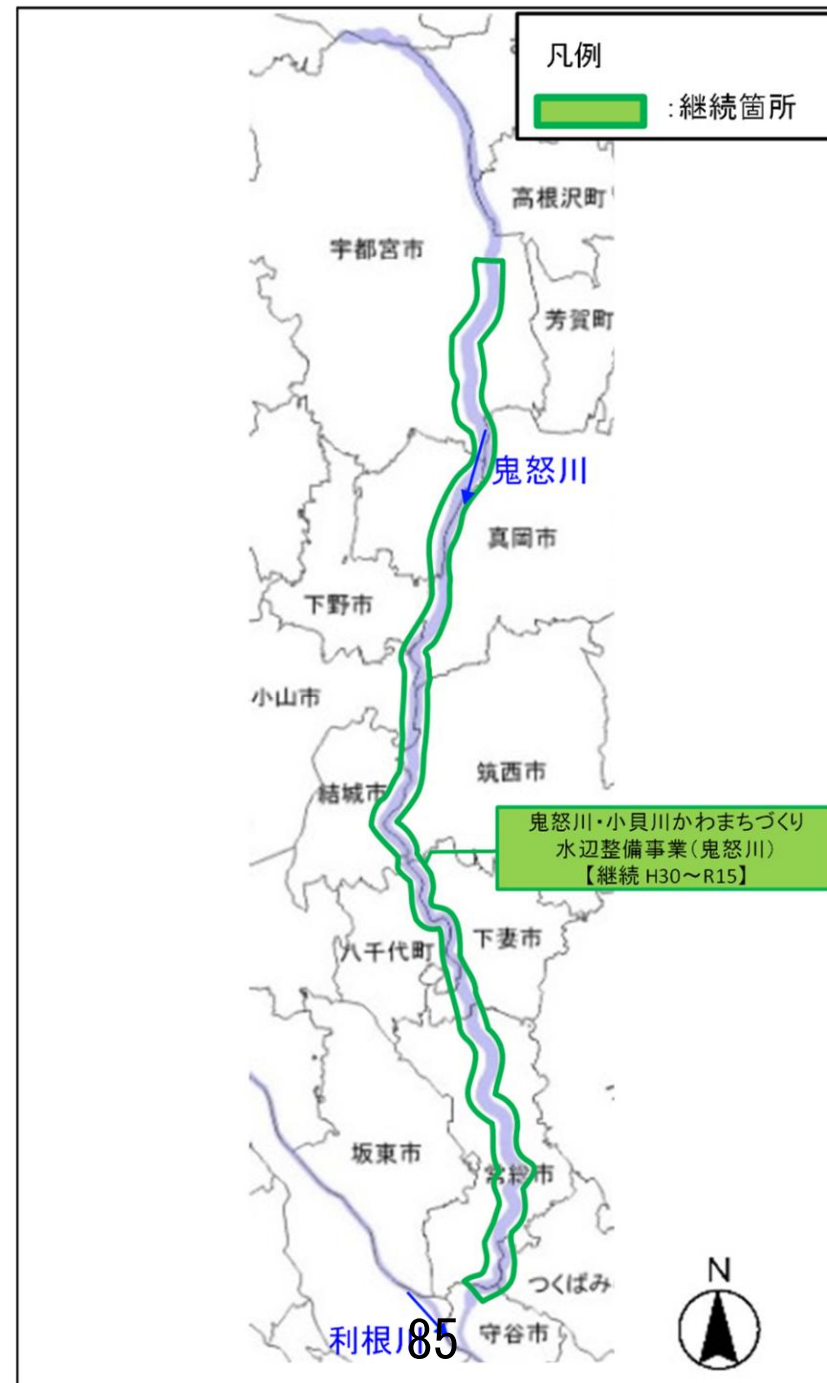 凡例
：継続箇所
高根沢町
宇都宮市
芳賀町
鬼怒川
真岡市
下野市
小山市
筑西市
結城市
鬼怒川・小貝川かわまちづくり
水辺整備事業（鬼怒川）
【継続 H30～R15】
下妻市
八千代町
坂東市
常総市
つくばみ
N
利根川
85
守谷市